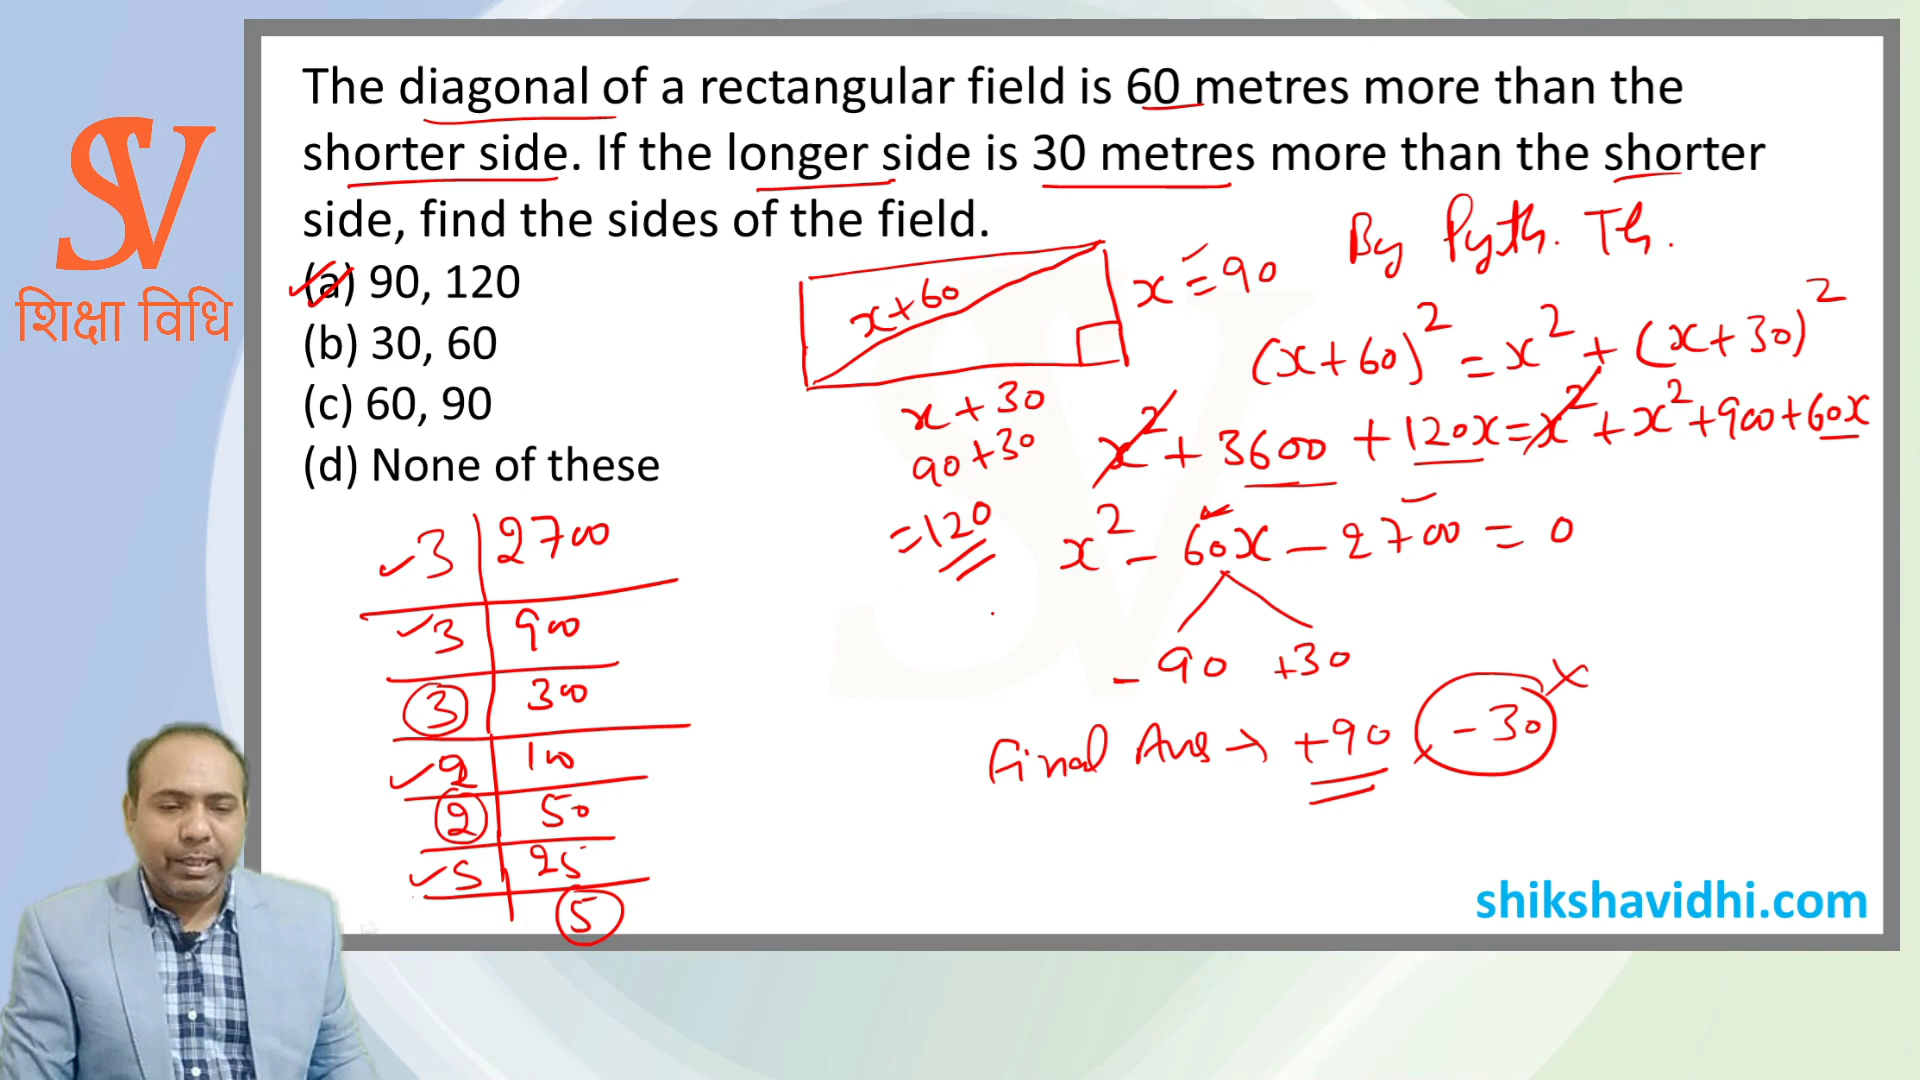 The diagonal of a rectangular field is 60 metres more than the
shorter side. If the longer side is 30 metres more than the shorter
side, find the sides of the field.
(a) 90, 120
(b) 30, 60
(c) 60, 90
(d) None of these
SV
शिक्षा विधि
By Pyth. Th.
x+60
x = 90
x + 30
90+30
=120
(x+60)² = x² + (x+30)²
x² + 3600 + 120x = x² + x² + 900 + 60x
x² - 60x - 2700 = 0
-90 +30
Final Ans → +90, -30 ×
3 | 2700
3 | 900
3 | 300
2 | 100
2 | 50
5 | 25
5
shikshavidhi.com